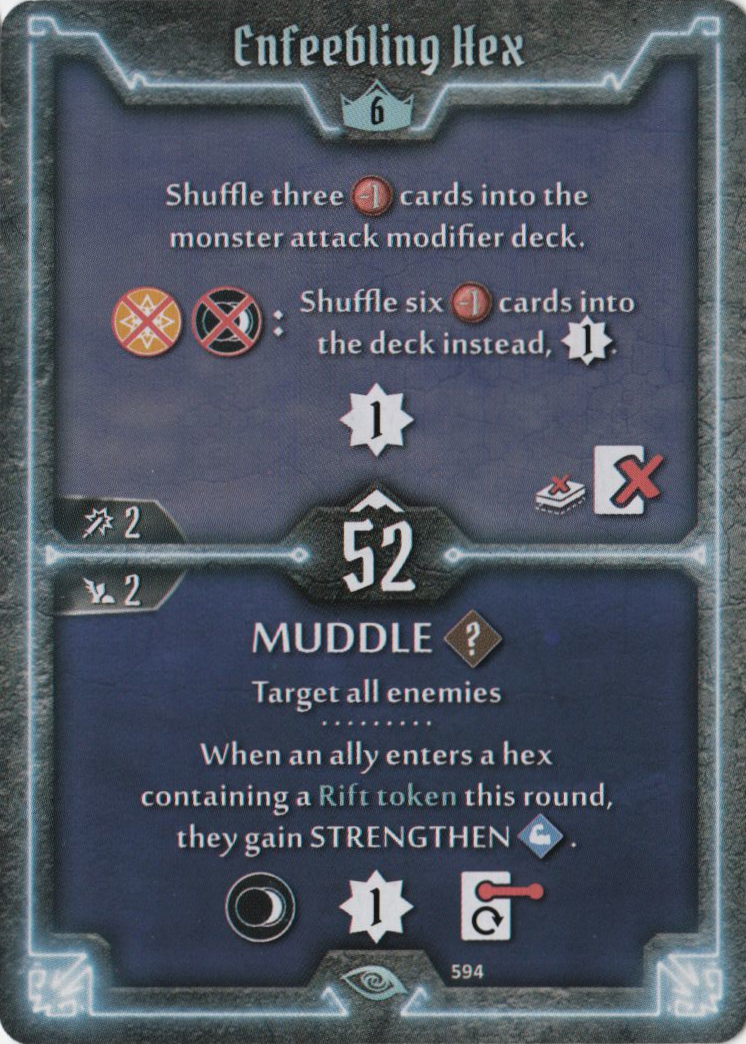 Enfeebling Hex
6
Shuffle three -1 cards into the
monster attack modifier deck.
: Shuffle six -1 cards into
the deck instead, 1.
1
2
52
2
MUDDLE ?
Target all enemies
.........
When an ally enters a hex
containing a Rift token this round,
they gain STRENGTHEN .
1
594